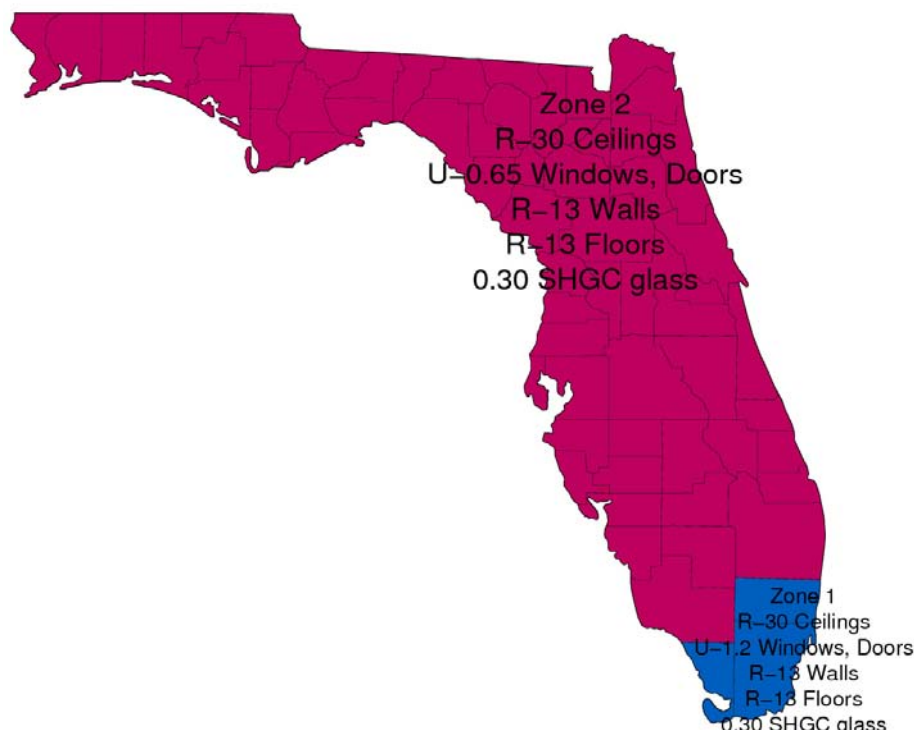 Zone 2
R−30 Ceilings
U−0.65 Windows, Doors
R−13 Walls
R−13 Floors
0.30 SHGC glass
Zone 1
R−30 Ceilings
U−1.2 Windows, Doors
R−13 Walls
R−13 Floors
0.30 SHGC glass